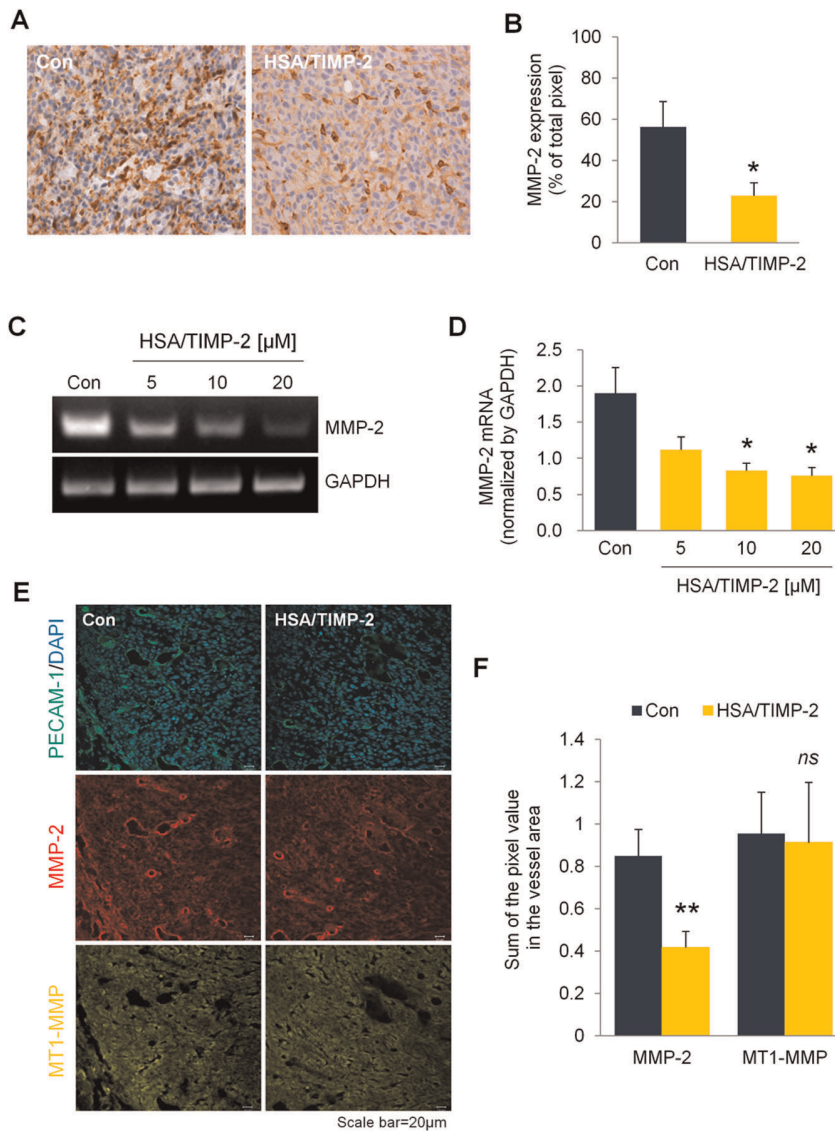 A
Con
HSA/TIMP-2
B
MMP-2 expression
(% of total pixel)
100
80
60
40
20
0
*
Con
HSA/TIMP-2
C
HSA/TIMP-2 [µM]
Con
5
10
20
MMP-2
GAPDH
D
MMP-2 mRNA
(normalized by GAPDH)
2.5
2.0
1.5
1.0
0.5
0.0
*
*
Con
5
10
20
HSA/TIMP-2 [µM]
E
Con
HSA/TIMP-2
PECAM-1/DAPI
MMP-2
MT1-MMP
Scale bar=20µm
F
Con
HSA/TIMP-2
Sum of the pixel value
in the vessel area
1.4
1.2
1
0.8
0.6
0.4
0.2
0
**
ns
MMP-2
MT1-MMP